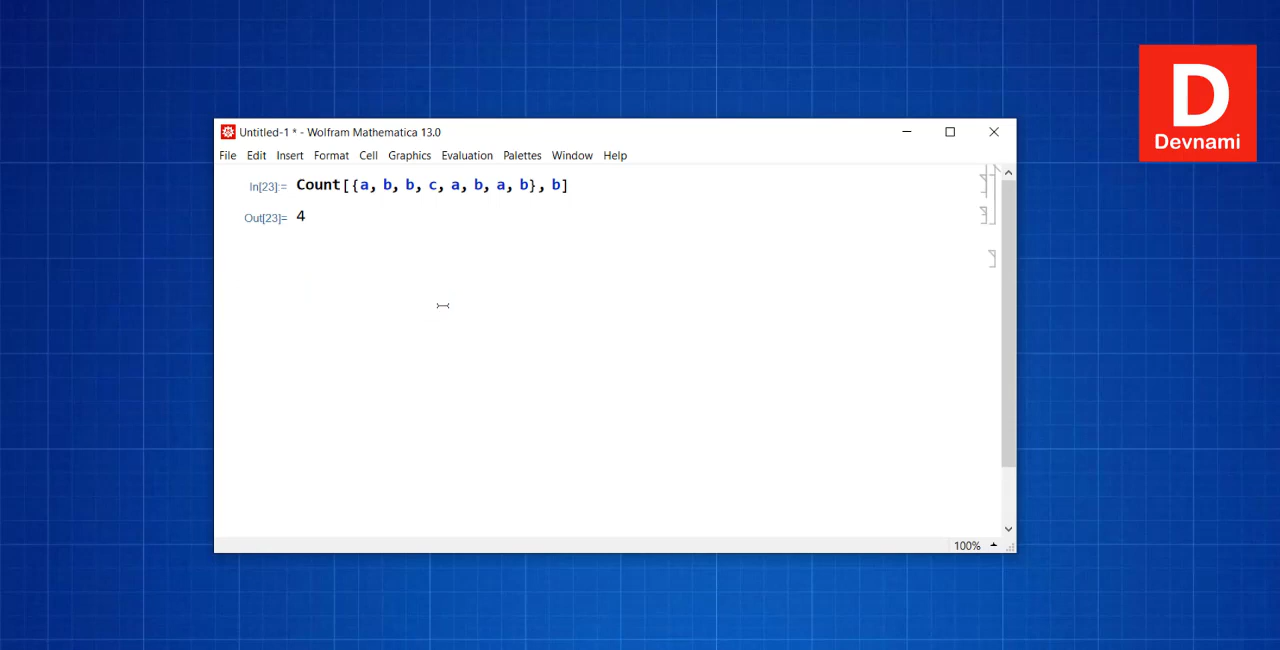 D
Devnami
Untitled-1 * - Wolfram Mathematica 13.0
File Edit Insert Format Cell Graphics Evaluation Palettes Window Help
In[23]:= Count[{a, b, b, c, a, b, a, b}, b]
Out[23]= 4
100%